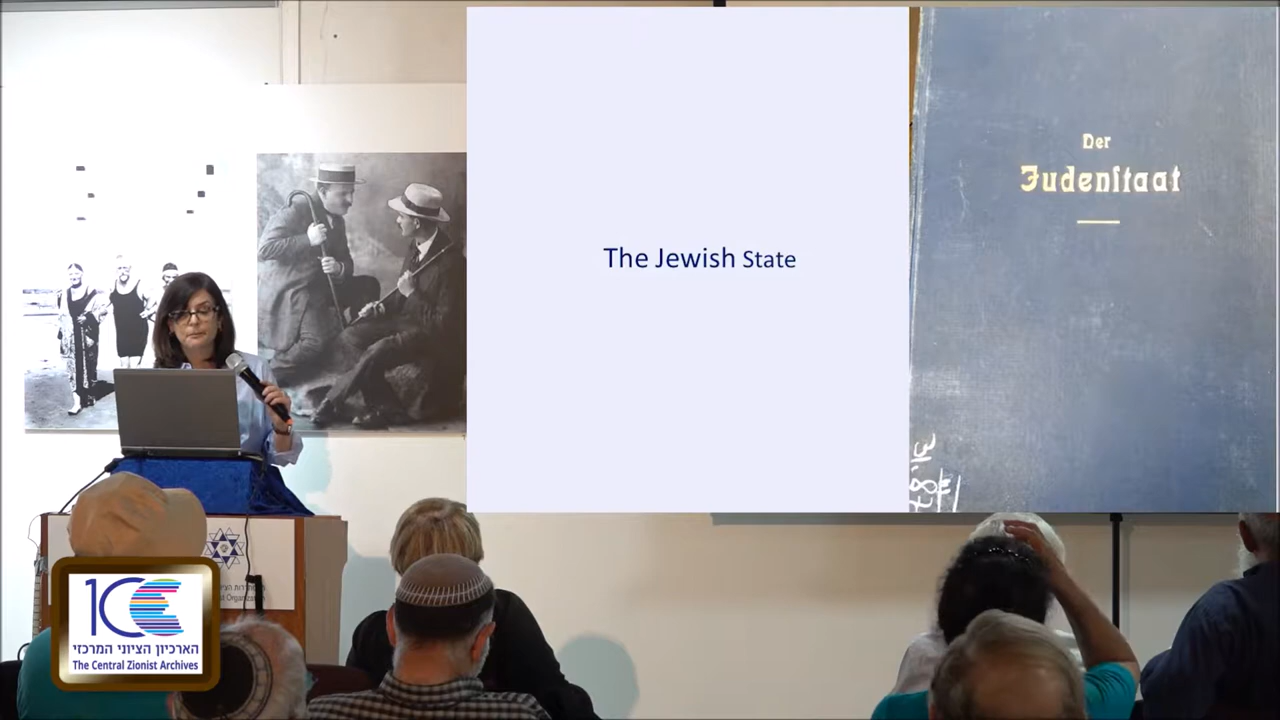 The Jewish State
Der
Judenſtaat
הארכיון הציוני המרכזי
The Central Zionist Archives